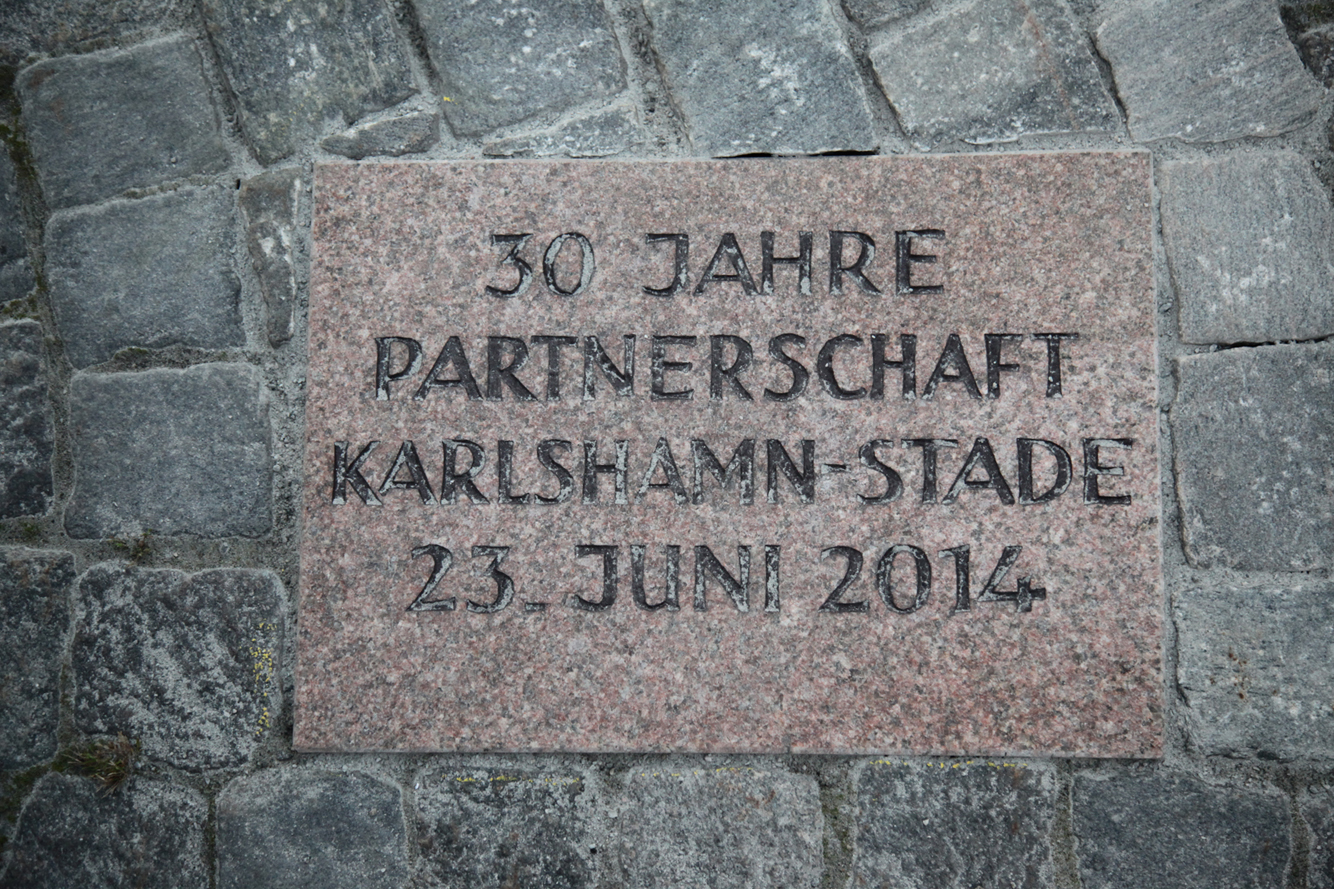 30 JAHRE
PARTNERSCHAFT
KARLSHAMN-STADE
23. JUNI 2014